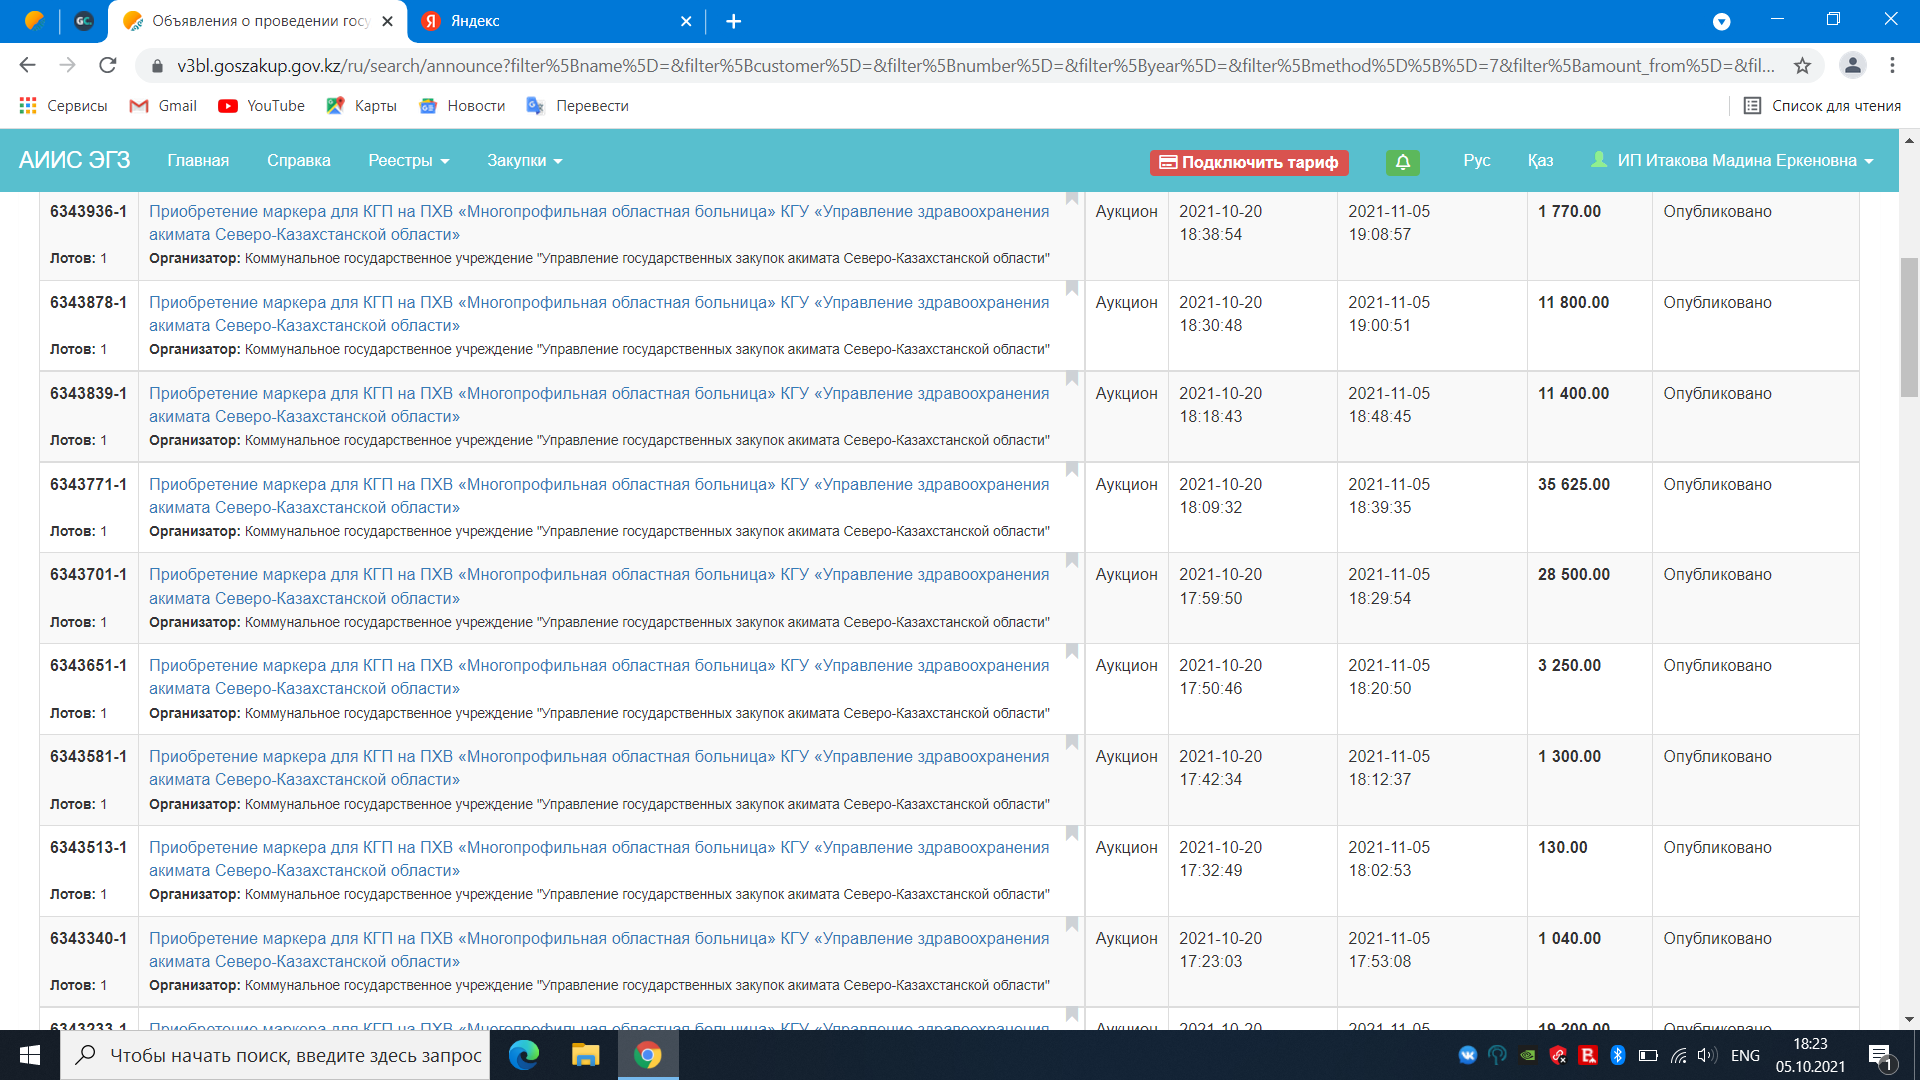 GC
Объявления о проведении госу
Я Яндекс
v3bl.goszakup.gov.kz/ru/search/announce?filter%5Bname%5D=&filter%5Bcustomer%5D=&filter%5Bnumber%5D=&filter%5Byear%5D=&filter%5Bmethod%5D%5B%5D=7&filter%5Bamount_from%5D=&fil...
Сервисы Gmail YouTube Карты Новости Перевести Список для чтения
АИИС ЭГЗ Главная Справка Реестры Закупки Подключить тариф Рус Қаз ИП Итакова Мадина Еркеновна
6343936-1 Приобретение маркера для КГП на ПХВ «Многопрофильная областная больница» КГУ «Управление здравоохранения Аукцион 2021-10-20 2021-11-05 1 770.00 Опубликовано
акимата Северо-Казахстанской области» 18:38:54 19:08:57
Лотов: 1 Организатор: Коммунальное государственное учреждение "Управление государственных закупок акимата Северо-Казахстанской области"
6343878-1 Приобретение маркера для КГП на ПХВ «Многопрофильная областная больница» КГУ «Управление здравоохранения Аукцион 2021-10-20 2021-11-05 11 800.00 Опубликовано
акимата Северо-Казахстанской области» 18:30:48 19:00:51
Лотов: 1 Организатор: Коммунальное государственное учреждение "Управление государственных закупок акимата Северо-Казахстанской области"
6343839-1 Приобретение маркера для КГП на ПХВ «Многопрофильная областная больница» КГУ «Управление здравоохранения Аукцион 2021-10-20 2021-11-05 11 400.00 Опубликовано
акимата Северо-Казахстанской области» 18:18:43 18:48:45
Лотов: 1 Организатор: Коммунальное государственное учреждение "Управление государственных закупок акимата Северо-Казахстанской области"
6343771-1 Приобретение маркера для КГП на ПХВ «Многопрофильная областная больница» КГУ «Управление здравоохранения Аукцион 2021-10-20 2021-11-05 35 625.00 Опубликовано
акимата Северо-Казахстанской области» 18:09:32 18:39:35
Лотов: 1 Организатор: Коммунальное государственное учреждение "Управление государственных закупок акимата Северо-Казахстанской области"
6343701-1 Приобретение маркера для КГП на ПХВ «Многопрофильная областная больница» КГУ «Управление здравоохранения Аукцион 2021-10-20 2021-11-05 28 500.00 Опубликовано
акимата Северо-Казахстанской области» 17:59:50 18:29:54
Лотов: 1 Организатор: Коммунальное государственное учреждение "Управление государственных закупок акимата Северо-Казахстанской области"
6343651-1 Приобретение маркера для КГП на ПХВ «Многопрофильная областная больница» КГУ «Управление здравоохранения Аукцион 2021-10-20 2021-11-05 3 250.00 Опубликовано
акимата Северо-Казахстанской области» 17:50:46 18:20:50
Лотов: 1 Организатор: Коммунальное государственное учреждение "Управление государственных закупок акимата Северо-Казахстанской области"
6343581-1 Приобретение маркера для КГП на ПХВ «Многопрофильная областная больница» КГУ «Управление здравоохранения Аукцион 2021-10-20 2021-11-05 1 300.00 Опубликовано
акимата Северо-Казахстанской области» 17:42:34 18:12:37
Лотов: 1 Организатор: Коммунальное государственное учреждение "Управление государственных закупок акимата Северо-Казахстанской области"
6343513-1 Приобретение маркера для КГП на ПХВ «Многопрофильная областная больница» КГУ «Управление здравоохранения Аукцион 2021-10-20 2021-11-05 130.00 Опубликовано
акимата Северо-Казахстанской области» 17:32:49 18:02:53
Лотов: 1 Организатор: Коммунальное государственное учреждение "Управление государственных закупок акимата Северо-Казахстанской области"
6343340-1 Приобретение маркера для КГП на ПХВ «Многопрофильная областная больница» КГУ «Управление здравоохранения Аукцион 2021-10-20 2021-11-05 1 040.00 Опубликовано
акимата Северо-Казахстанской области» 17:23:03 17:53:08
Лотов: 1 Организатор: Коммунальное государственное учреждение "Управление государственных закупок акимата Северо-Казахстанской области"
6343233-1 Приобретение маркера для КГП на ПХВ «Многопрофильная областная больница» КГУ «Управление здравоохранения Аукцион 2021-10-20 2021-11-05 19 200.00 Опубликовано
Чтобы начать поиск, введите здесь запрос ENG 18:23
05.10.2021 1